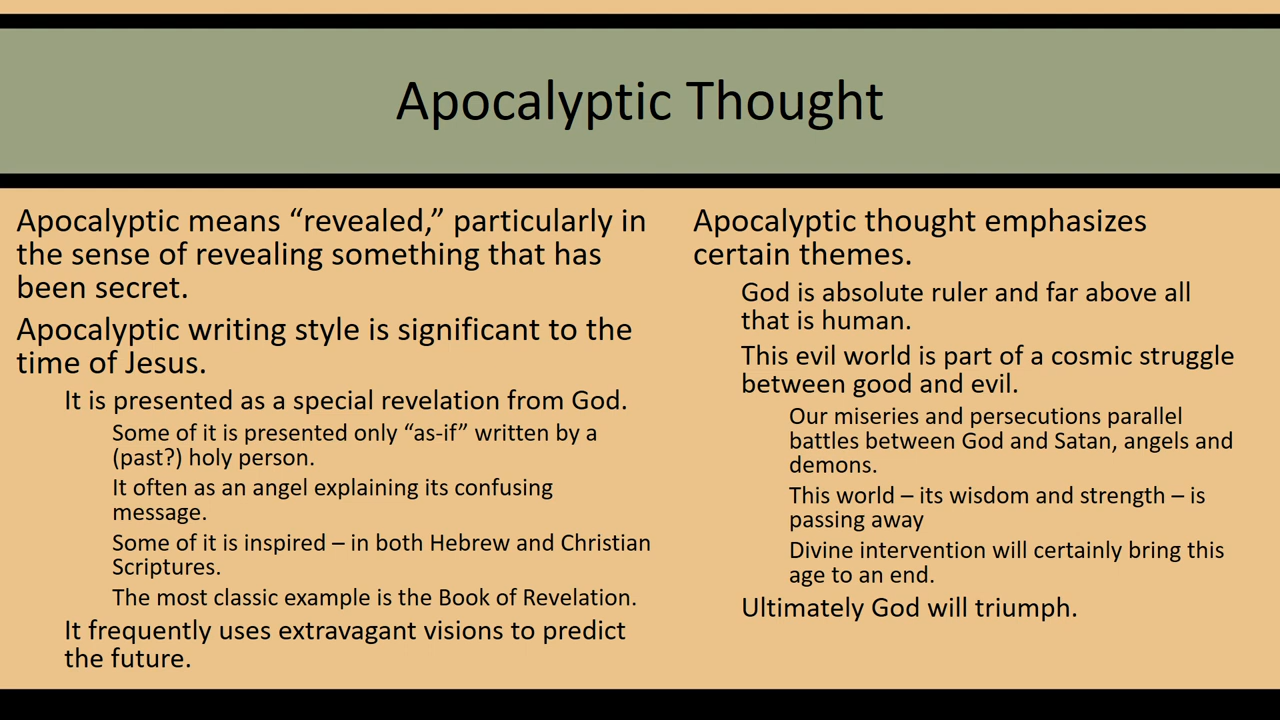 Apocalyptic Thought
Apocalyptic means “revealed,” particularly in
the sense of revealing something that has
been secret.
Apocalyptic writing style is significant to the
time of Jesus.
It is presented as a special revelation from God.
Some of it is presented only “as-if” written by a
(past?) holy person.
It often as an angel explaining its confusing
message.
Some of it is inspired – in both Hebrew and Christian
Scriptures.
The most classic example is the Book of Revelation.
It frequently uses extravagant visions to predict
the future.
Apocalyptic thought emphasizes
certain themes.
God is absolute ruler and far above all
that is human.
This evil world is part of a cosmic struggle
between good and evil.
Our miseries and persecutions parallel
battles between God and Satan, angels and
demons.
This world – its wisdom and strength – is
passing away
Divine intervention will certainly bring this
age to an end.
Ultimately God will triumph.